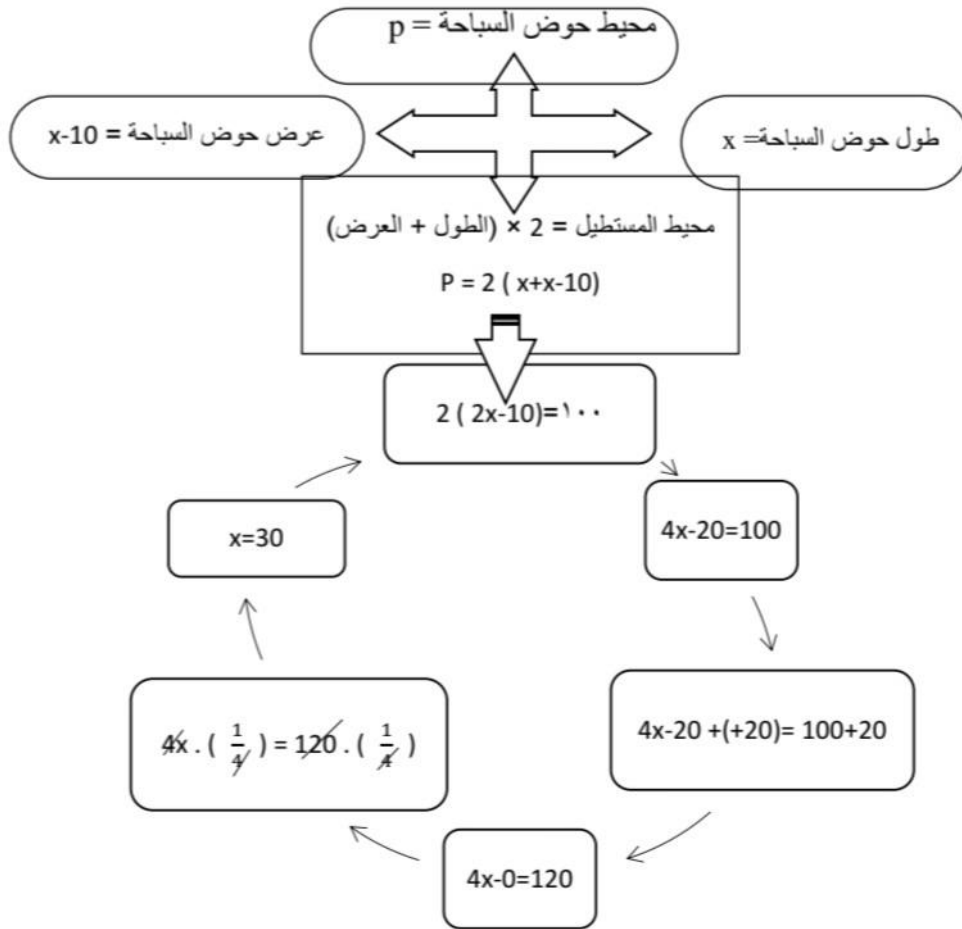 محيط حوض السباحة = p
طول حوض السباحة= x
عرض حوض السباحة = x-10
محيط المستطيل = 2 × (الطول + العرض)
P = 2 ( x+x-10)
2 ( 2x-10)=١٠٠
4x-20=100
4x-20 +(+20)= 100+20
4x-0=120
4x . ( 1/4 ) = 120 . ( 1/4 )
x=30